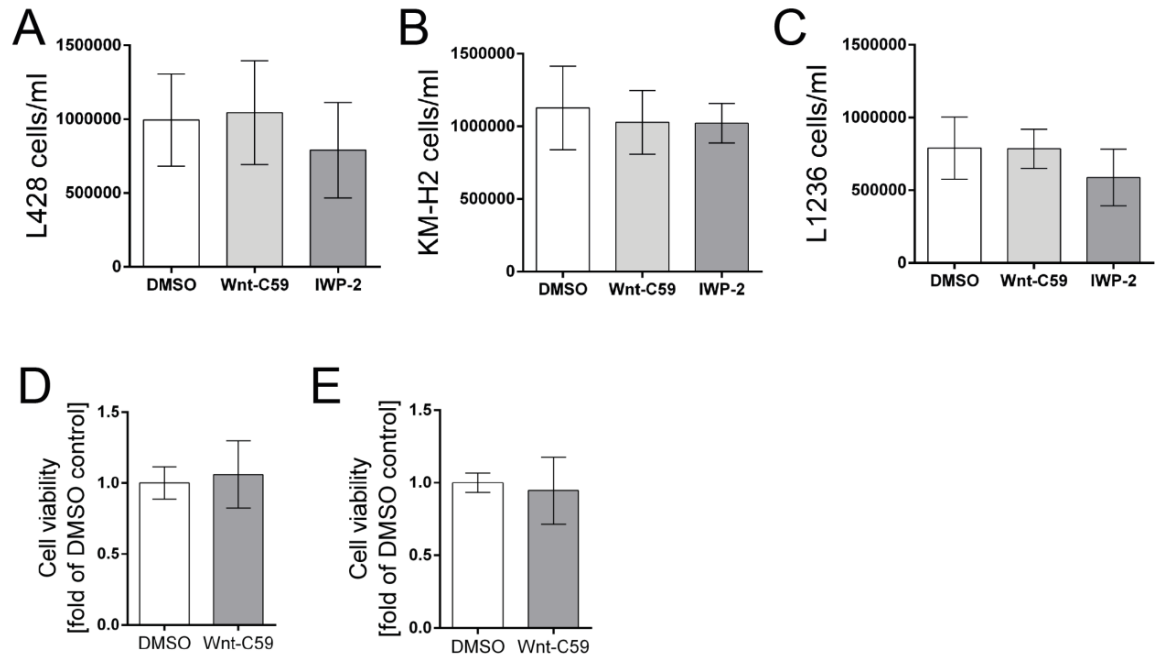 A
L428 cells/ml
1500000
1000000
500000
0
DMSO
Wnt-C59
IWP-2
B
KM-H2 cells/ml
1500000
1000000
500000
0
DMSO
Wnt-C59
IWP-2
C
L1236 cells/ml
1500000
1000000
500000
0
DMSO
Wnt-C59
IWP-2
D
Cell viability
[fold of DMSO control]
1.5
1.0
0.5
0.0
DMSO
Wnt-C59
E
Cell viability
[fold of DMSO control]
1.5
1.0
0.5
0.0
DMSO
Wnt-C59